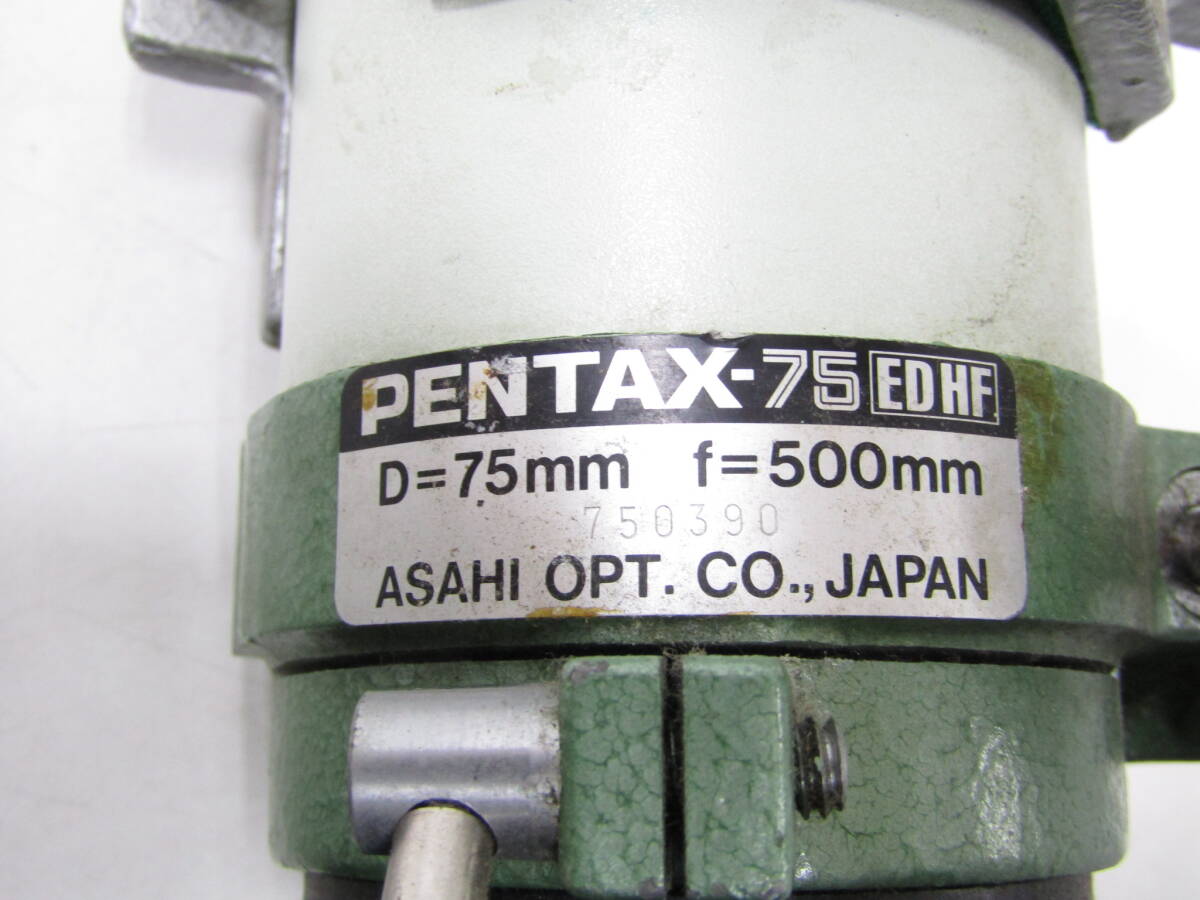 PENTAX-75 EDHF
D=75mm f=500mm
750390
ASAHI OPT. CO., JAPAN